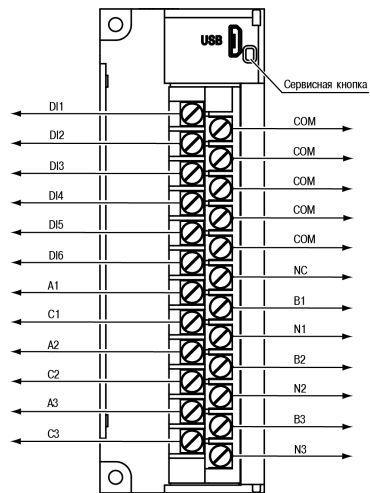 USB
Сервисная кнопка
DI1
COM
DI2
COM
DI3
COM
DI4
COM
DI5
COM
DI6
NC
A1
B1
C1
N1
A2
B2
C2
N2
A3
B3
C3
N3